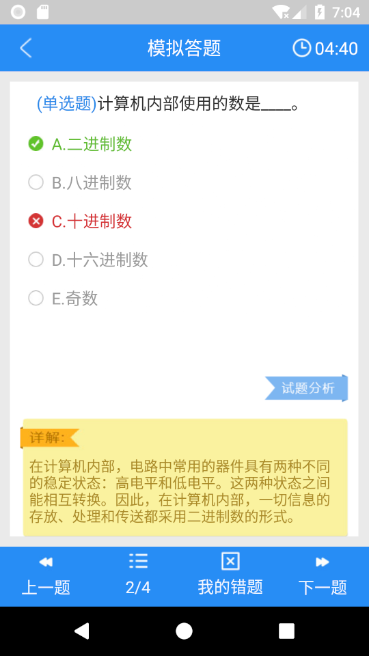 7:04
模拟答题
04:40
(单选题)计算机内部使用的数是____。
A.二进制数
B.八进制数
C.十进制数
D.十六进制数
E.奇数
试题分析
详解:
在计算机内部，电路中常用的器件具有两种不同
的稳定状态：高电平和低电平。这两种状态之间
能相互转换。因此，在计算机内部，一切信息的
存放、处理和传送都采用二进制数的形式。
上一题
2/4
我的错题
下一题